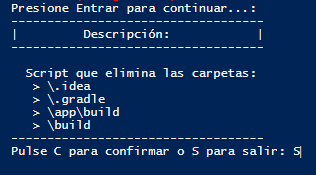 Presione Entrar para continuar...:
----------------------------------
|        Descripción:            |
----------------------------------
Script que elimina las carpetas:
> \.idea
> \.gradle
> \app\build
> \build
----------------------------------
Pulse C para confirmar o S para salir: S